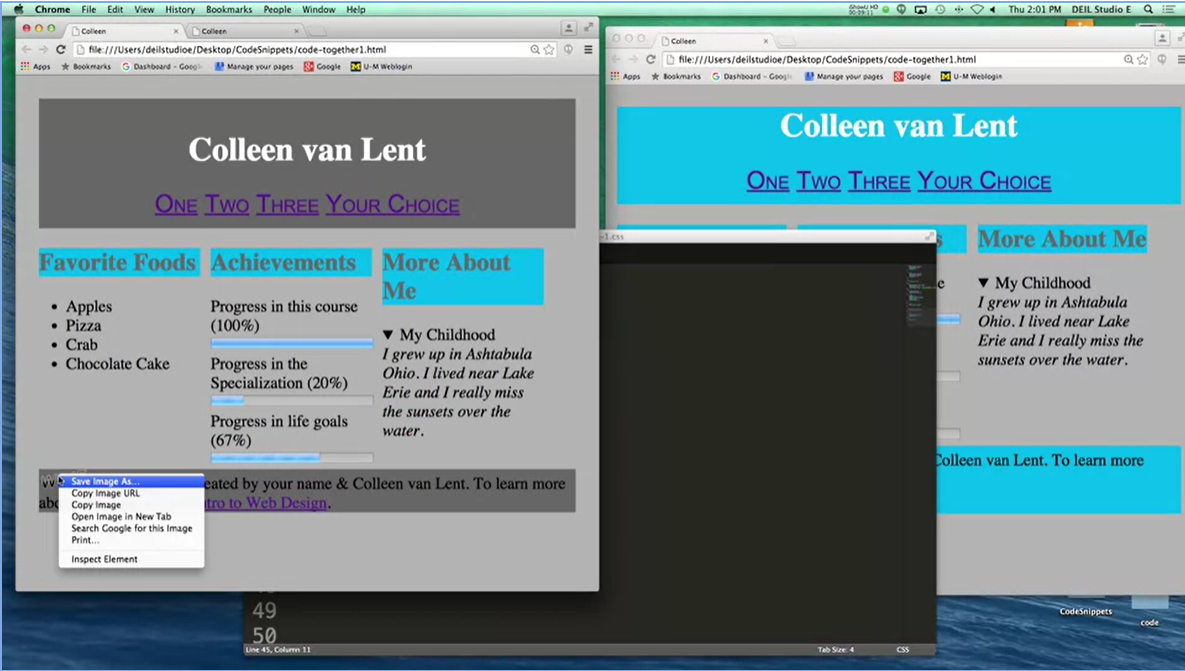 Chrome File Edit View History Bookmarks People Window Help
Thu 2:01 PM DEIL Studio E
Colleen
Colleen
file:///Users/deilstudioe/Desktop/CodeSnippets/code-together1.html
Apps Bookmarks Dashboard - Googl Manage your pages Google U-M Weblogin
Colleen van Lent
One Two Three Your Choice
Favorite Foods
Apples
Pizza
Crab
Chocolate Cake
Achievements
Progress in this course
(100%)
Progress in the
Specialization (20%)
Progress in life goals
(67%)
More About
Me
▼ My Childhood
I grew up in Ashtabula
Ohio. I lived near Lake
Erie and I really miss
the sunsets over the
water.
eated by your name & Colleen van Lent. To learn more
abo
tro to Web Design.
Save Image As...
Copy Image URL
Copy Image
Open Image in New Tab
Search Google for this Image
Print...
Inspect Element
Colleen
file:///Users/deilstudioe/Desktop/CodeSnippets/code-together1.html
Apps Bookmarks Dashboard - Googl Manage your pages Google U-M Weblogin
Colleen van Lent
One Two Three Your Choice
s
More About Me
e
▼ My Childhood
I grew up in Ashtabula
Ohio. I lived near Lake
Erie and I really miss the
sunsets over the water.
Colleen van Lent. To learn more
-1.css
49
50
Line 45, Column 11
Tab Size: 4
CSS
CodeSnippets
code